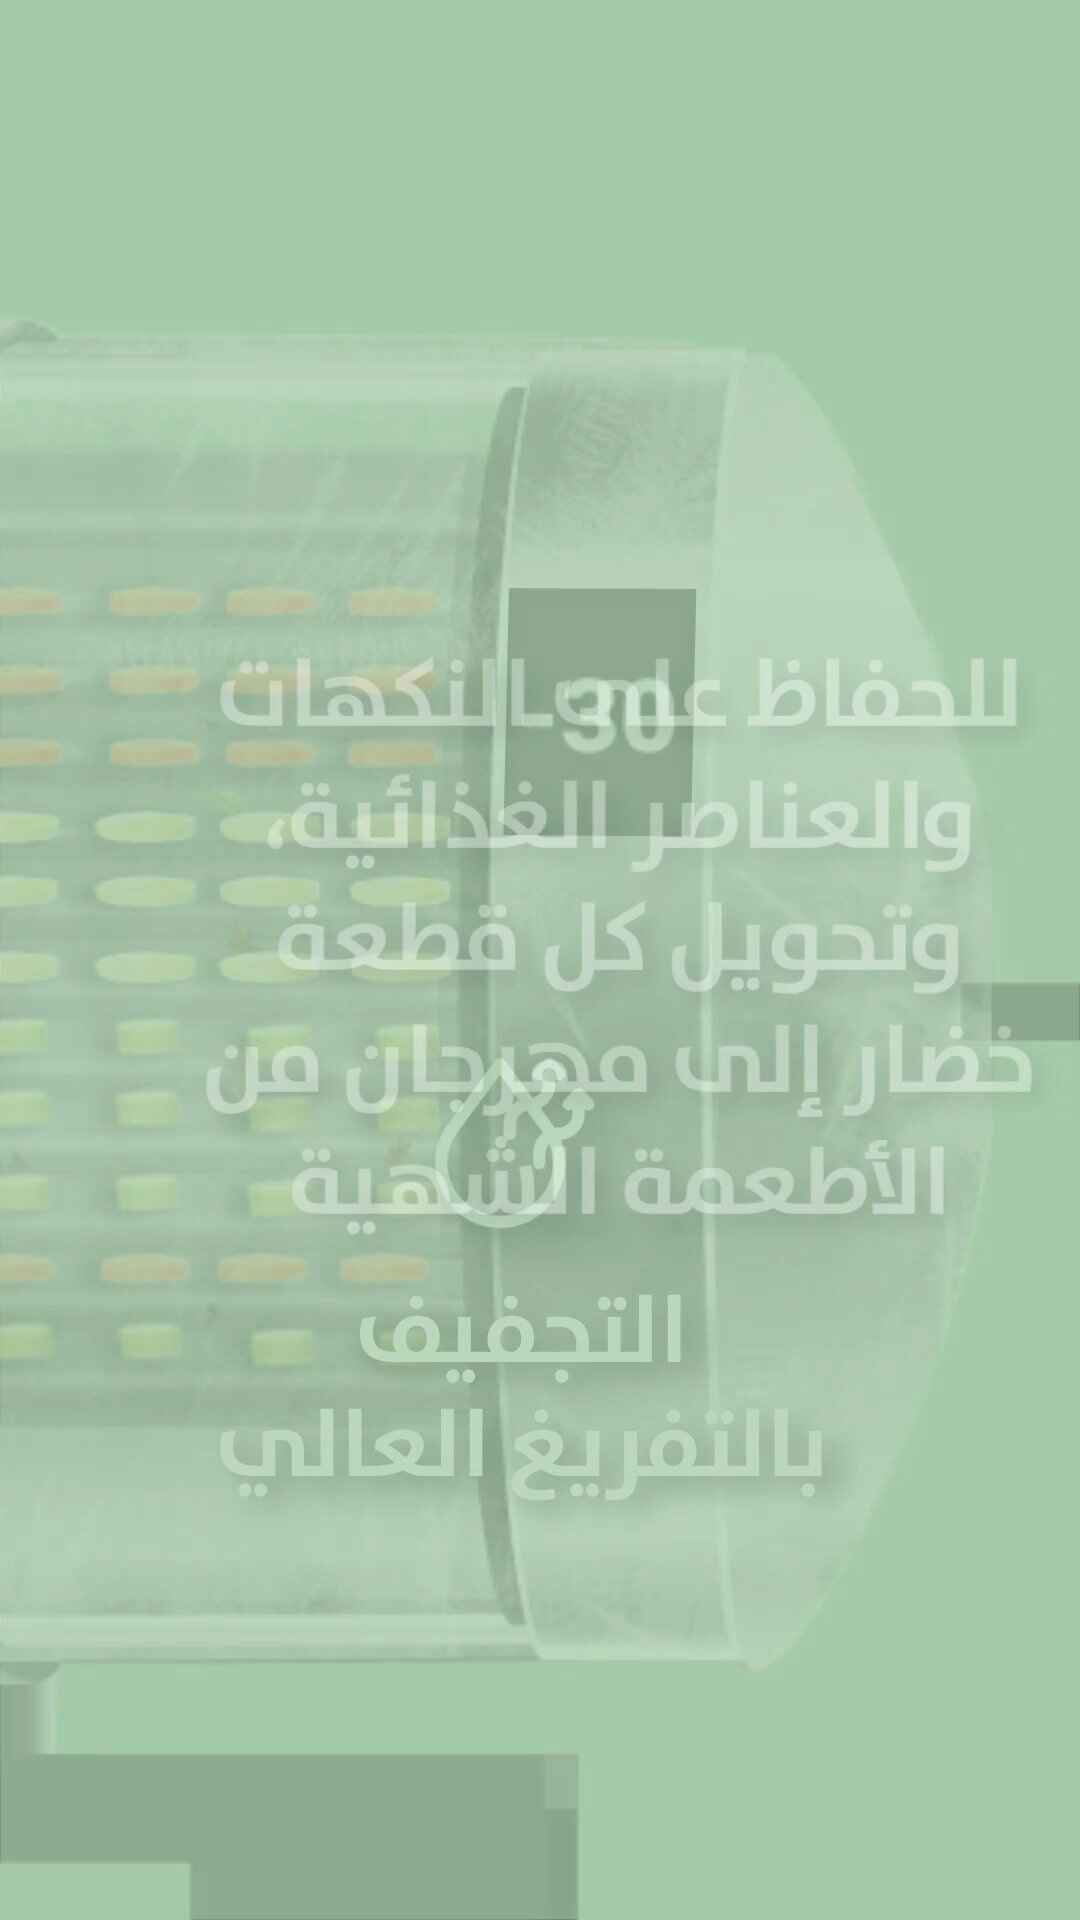 للحفاظ على النكهات
30
والعناصر الغذائية،
وتحويل كل قطعة
خضار إلى مهرجان من
الأطعمة الشهية
التجفيف
بالتفريغ العالي